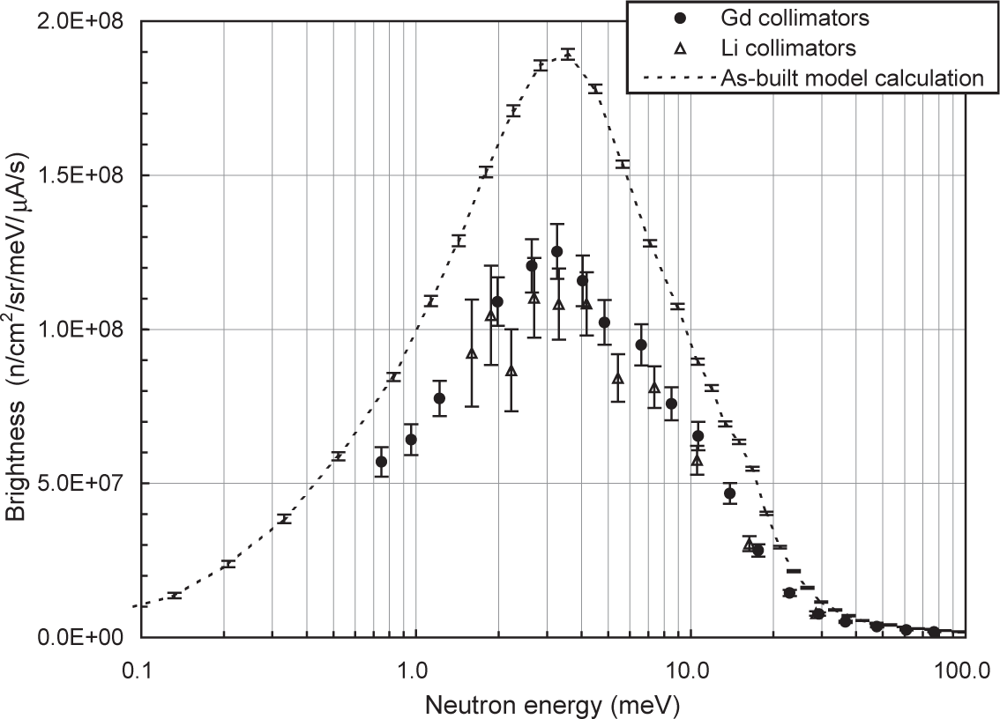 Gd collimators
Li collimators
As-built model calculation
2.0E+08
1.5E+08
1.0E+08
5.0E+07
0.0E+00
Brightness (n/cm²/sr/meV/μA/s)
0.1
1.0
10.0
100.0
Neutron energy (meV)